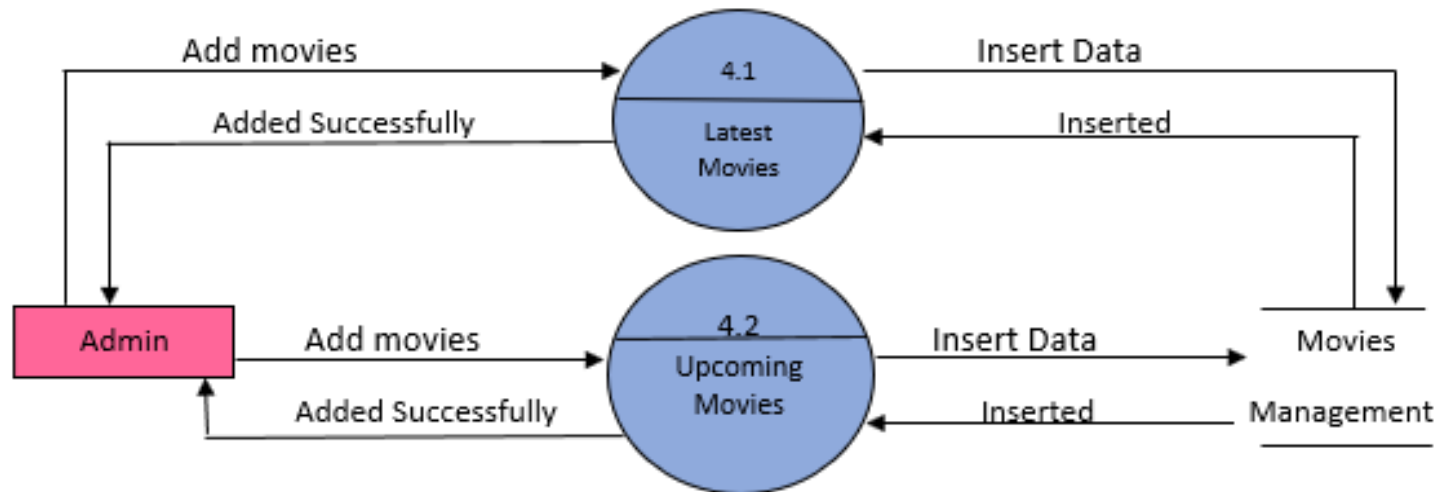 Add movies
4.1
Insert Data
Added Successfully
Latest
Movies
Inserted
Admin
Add movies
4.2
Upcoming
Movies
Insert Data
Movies
Added Successfully
Inserted
Management